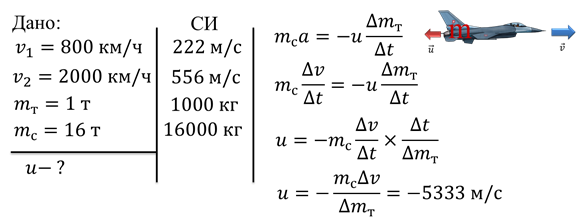 Дано:
СИ
v₁ = 800 км/ч
222 м/с
v₂ = 2000 км/ч
556 м/с
mт = 1 т
1000 кг
mс = 16 т
16000 кг
u− ?
mсa = −u Δmт/Δt
mс Δv/Δt = −u Δmт/Δt
u = −mс Δv/Δt × Δt/Δmт
u = − mсΔv/Δmт = −5333 м/с
m
u⃗
v⃗